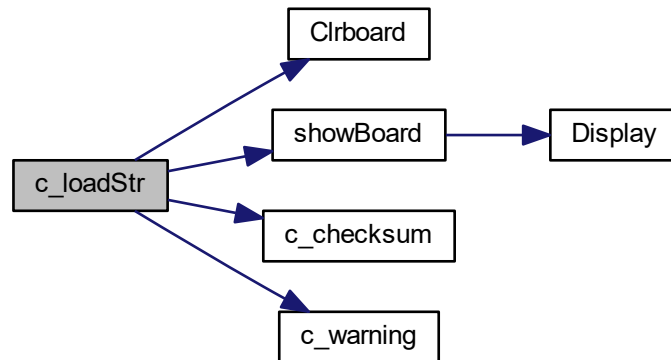 Clrboard
showBoard
Display
c_loadStr
c_checksum
c_warning